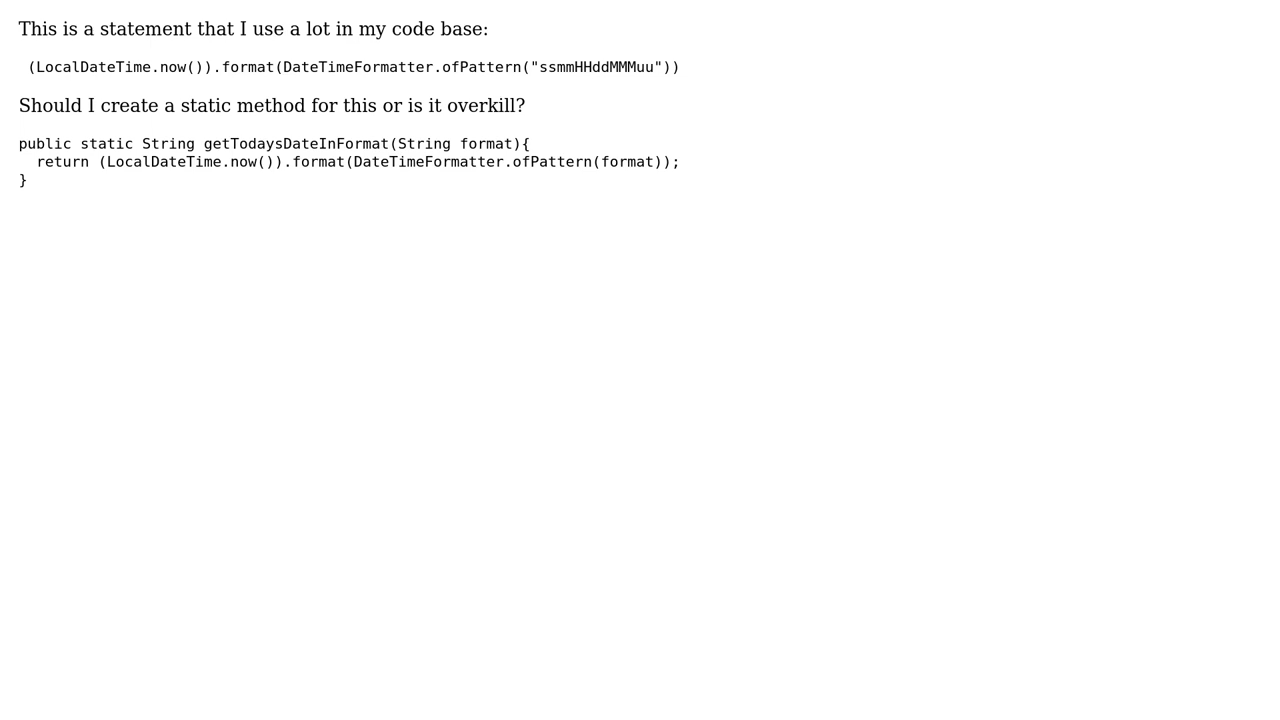 This is a statement that I use a lot in my code base:
(LocalDateTime.now()).format(DateTimeFormatter.ofPattern("ssmmHHddMMMuu"))
Should I create a static method for this or is it overkill?
public static String getTodaysDateInFormat(String format){
  return (LocalDateTime.now()).format(DateTimeFormatter.ofPattern(format));
}